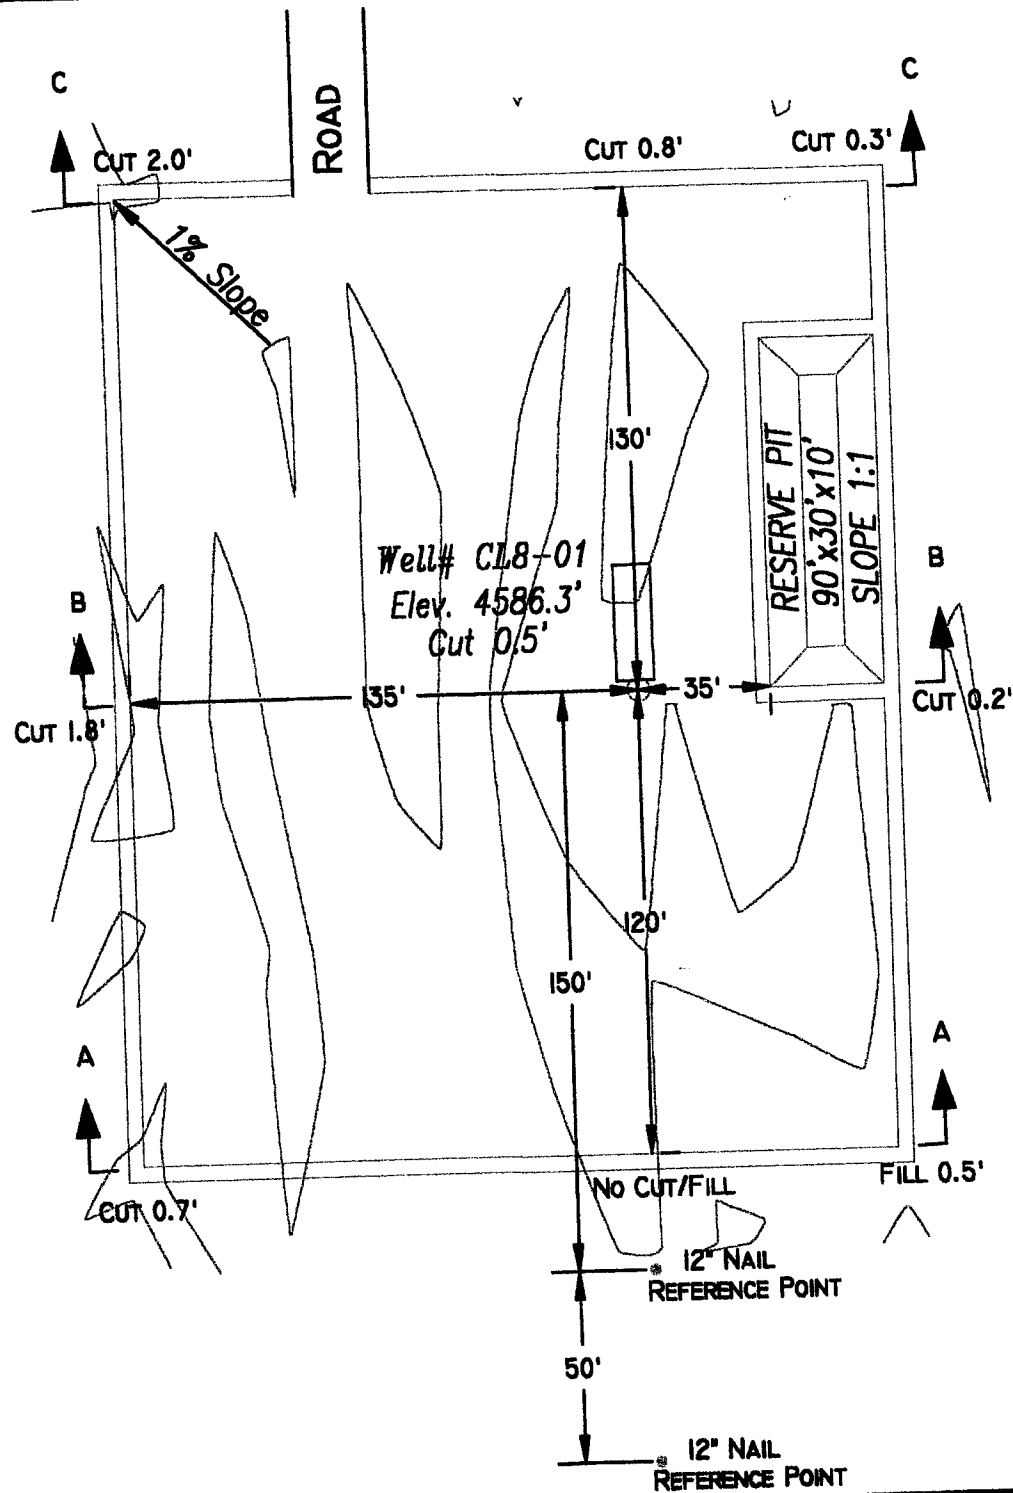 C
C
ROAD
CUT 2.0'
CUT 0.8'
CUT 0.3'
1% Slope
130'
RESERVE PIT
90'x30'x10'
SLOPE 1:1
Well# CL8-01
Elev. 4586.3'
Cut 0.5'
B
B
135'
35'
CUT 1.8'
CUT 0.2'
120'
150'
A
A
NO CUT/FILL
FILL 0.5'
CUT 0.7'
12" NAIL
REFERENCE POINT
50'
12" NAIL
REFERENCE POINT